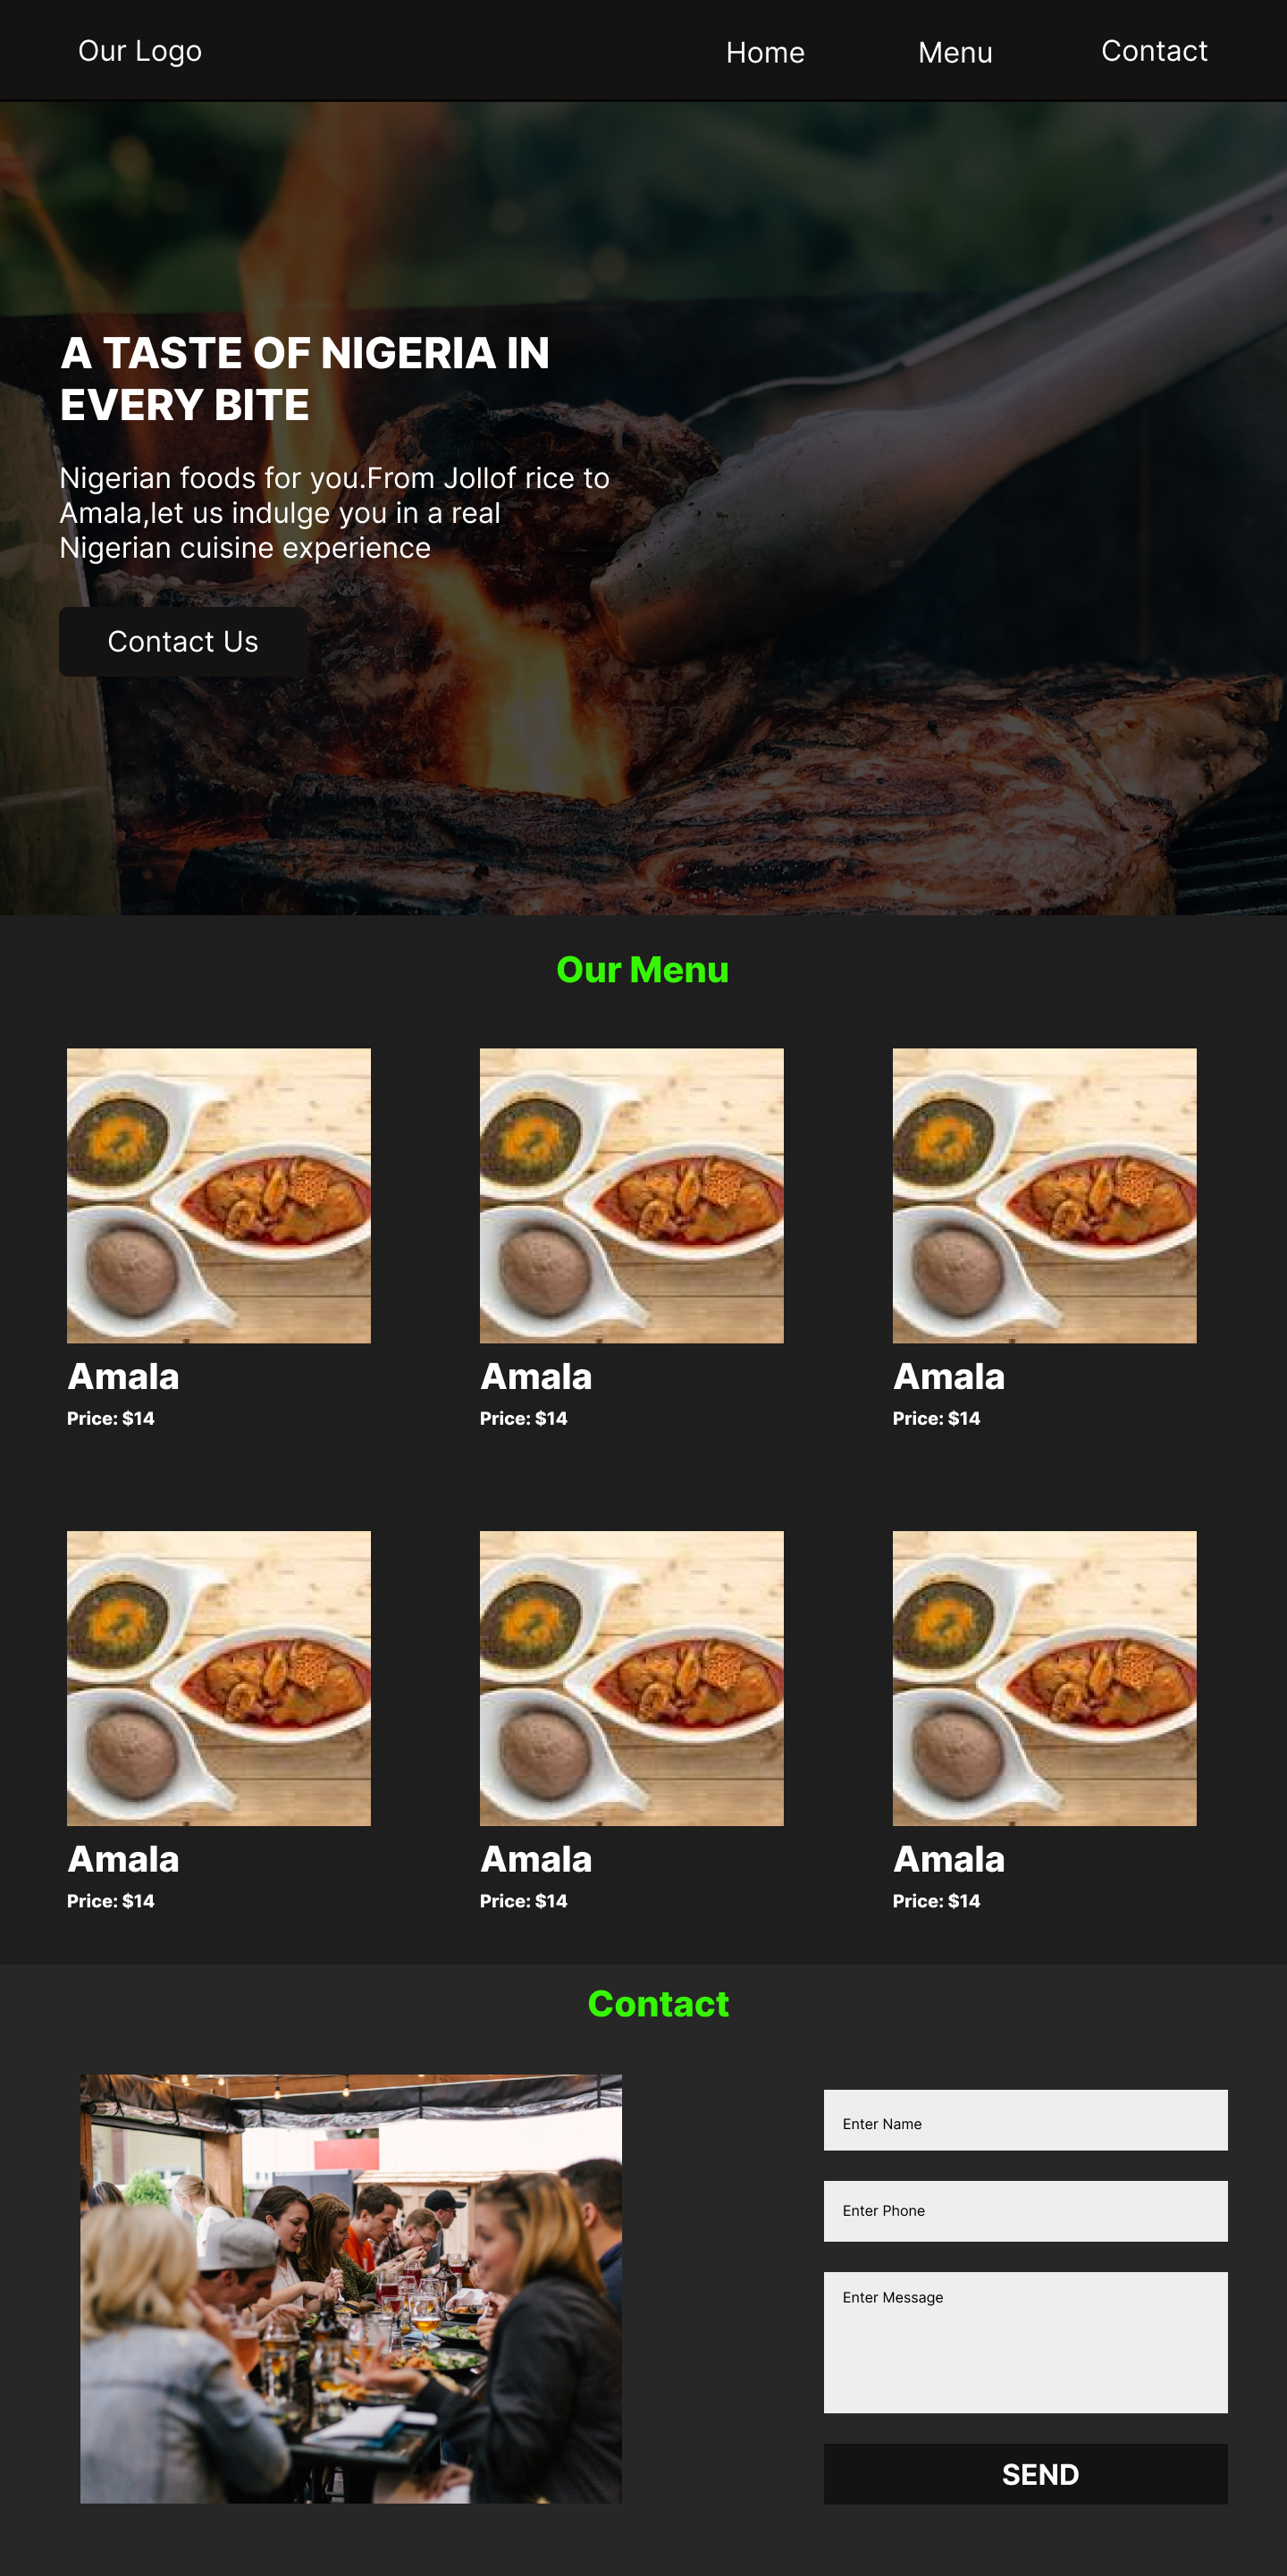 Our Logo
Home
Menu
Contact
A TASTE OF NIGERIA IN
EVERY BITE
Nigerian foods for you.From Jollof rice to
Amala,let us indulge you in a real
Nigerian cuisine experience
Contact Us
Our Menu
Amala
Amala
Amala
Price: $14
Price: $14
Price: $14
Amala
Amala
Amala
Price: $14
Price: $14
Price: $14
Contact
Enter Name
Enter Phone
Enter Message
SEND